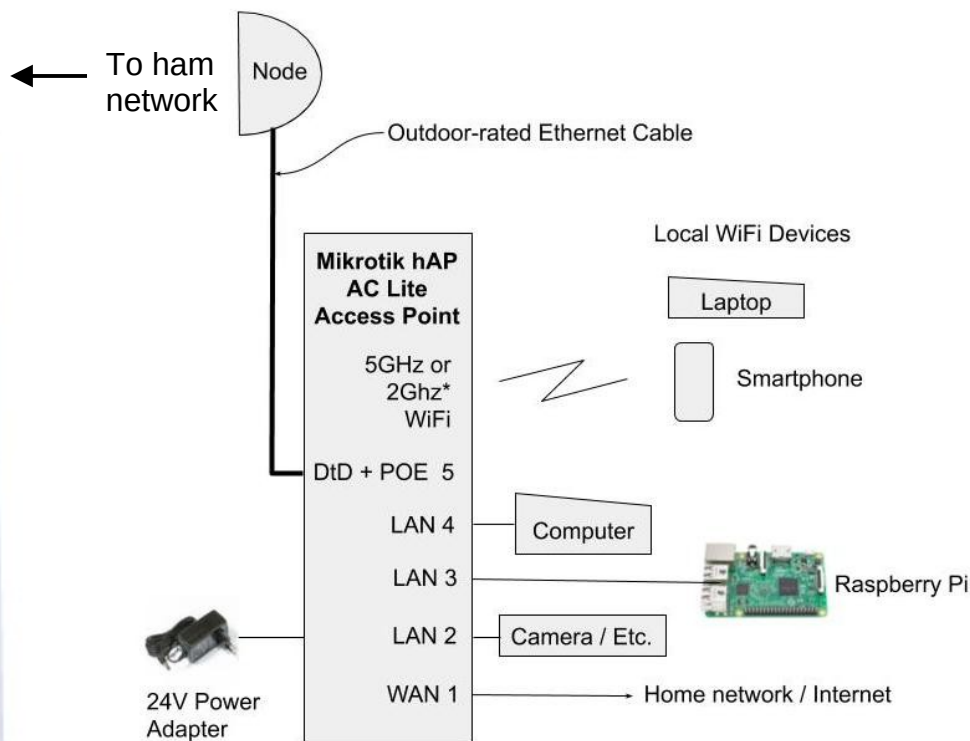 To ham
network
Node
Outdoor-rated Ethernet Cable
Mikrotik hAP
AC Lite
Access Point
5GHz or
2Ghz*
WiFi
Local WiFi Devices
Laptop
Smartphone
DtD + POE 5
LAN 4
Computer
LAN 3
Raspberry Pi
LAN 2
Camera / Etc.
WAN 1
Home network / Internet
24V Power
Adapter